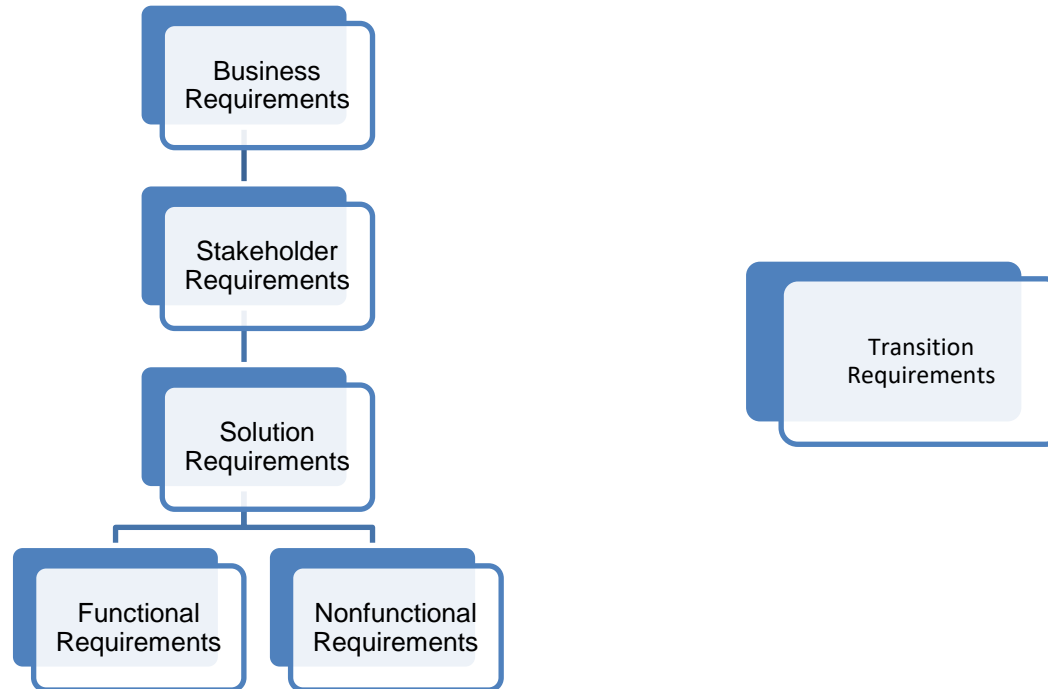 Business
Requirements
Stakeholder
Requirements
Solution
Requirements
Functional
Requirements
Nonfunctional
Requirements
Transition
Requirements